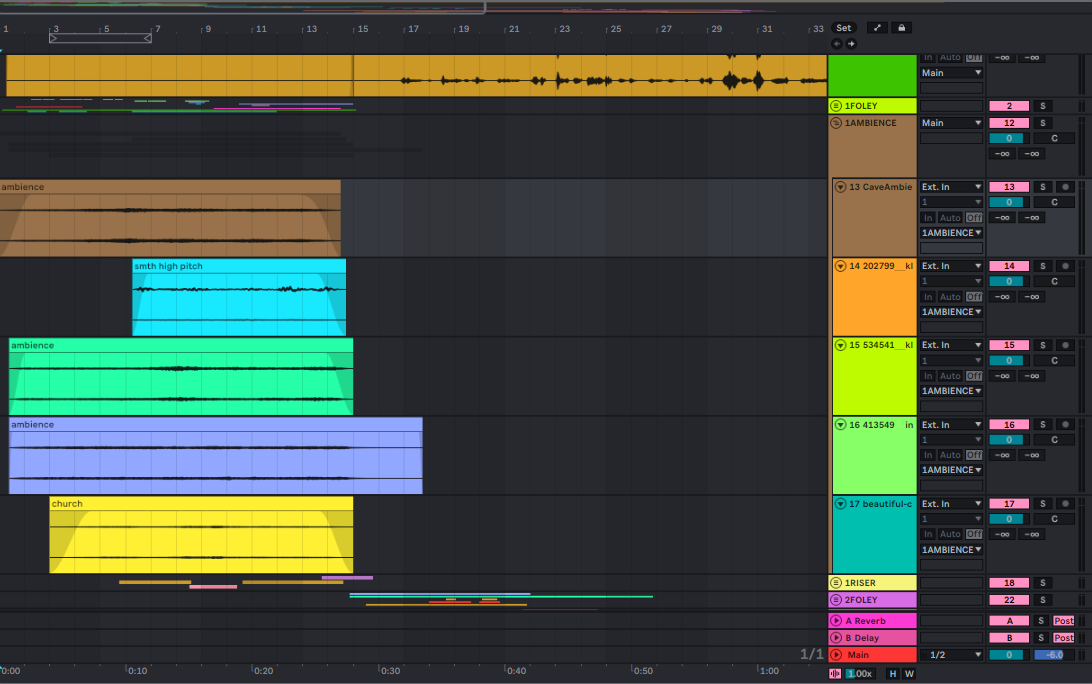 1 3 5 7 9 11 13 15 17 19 21 23 25 27 29 31 33 Set
In Auto Off -∞ -∞
Main
1FOLEY 2 S
1AMBIENCE Main 12 S
0 C
-∞ -∞
ambience 13 CaveAmbie Ext. In 13 S
1 0 C
In Auto Off -∞ -∞
1AMBIENCE
smth high pitch 14 202799__kl Ext. In 14 S
1 0 C
In Auto Off -∞ -∞
1AMBIENCE
ambience 15 534541__kl Ext. In 15 S
1 0 C
In Auto Off -∞ -∞
1AMBIENCE
ambience 16 413549__in Ext. In 16 S
1 0 C
In Auto Off -∞ -∞
1AMBIENCE
church 17 beautiful-c Ext. In 17 S
1 0 C
In Auto Off -∞ -∞
1AMBIENCE
1RISER 18 S
2FOLEY 22 S
A Reverb A S Post
B Delay B S Post
1/1 Main 1/2 0 -6.0
0:00 0:10 0:20 0:30 0:40 0:50 1:00 1.00x H W